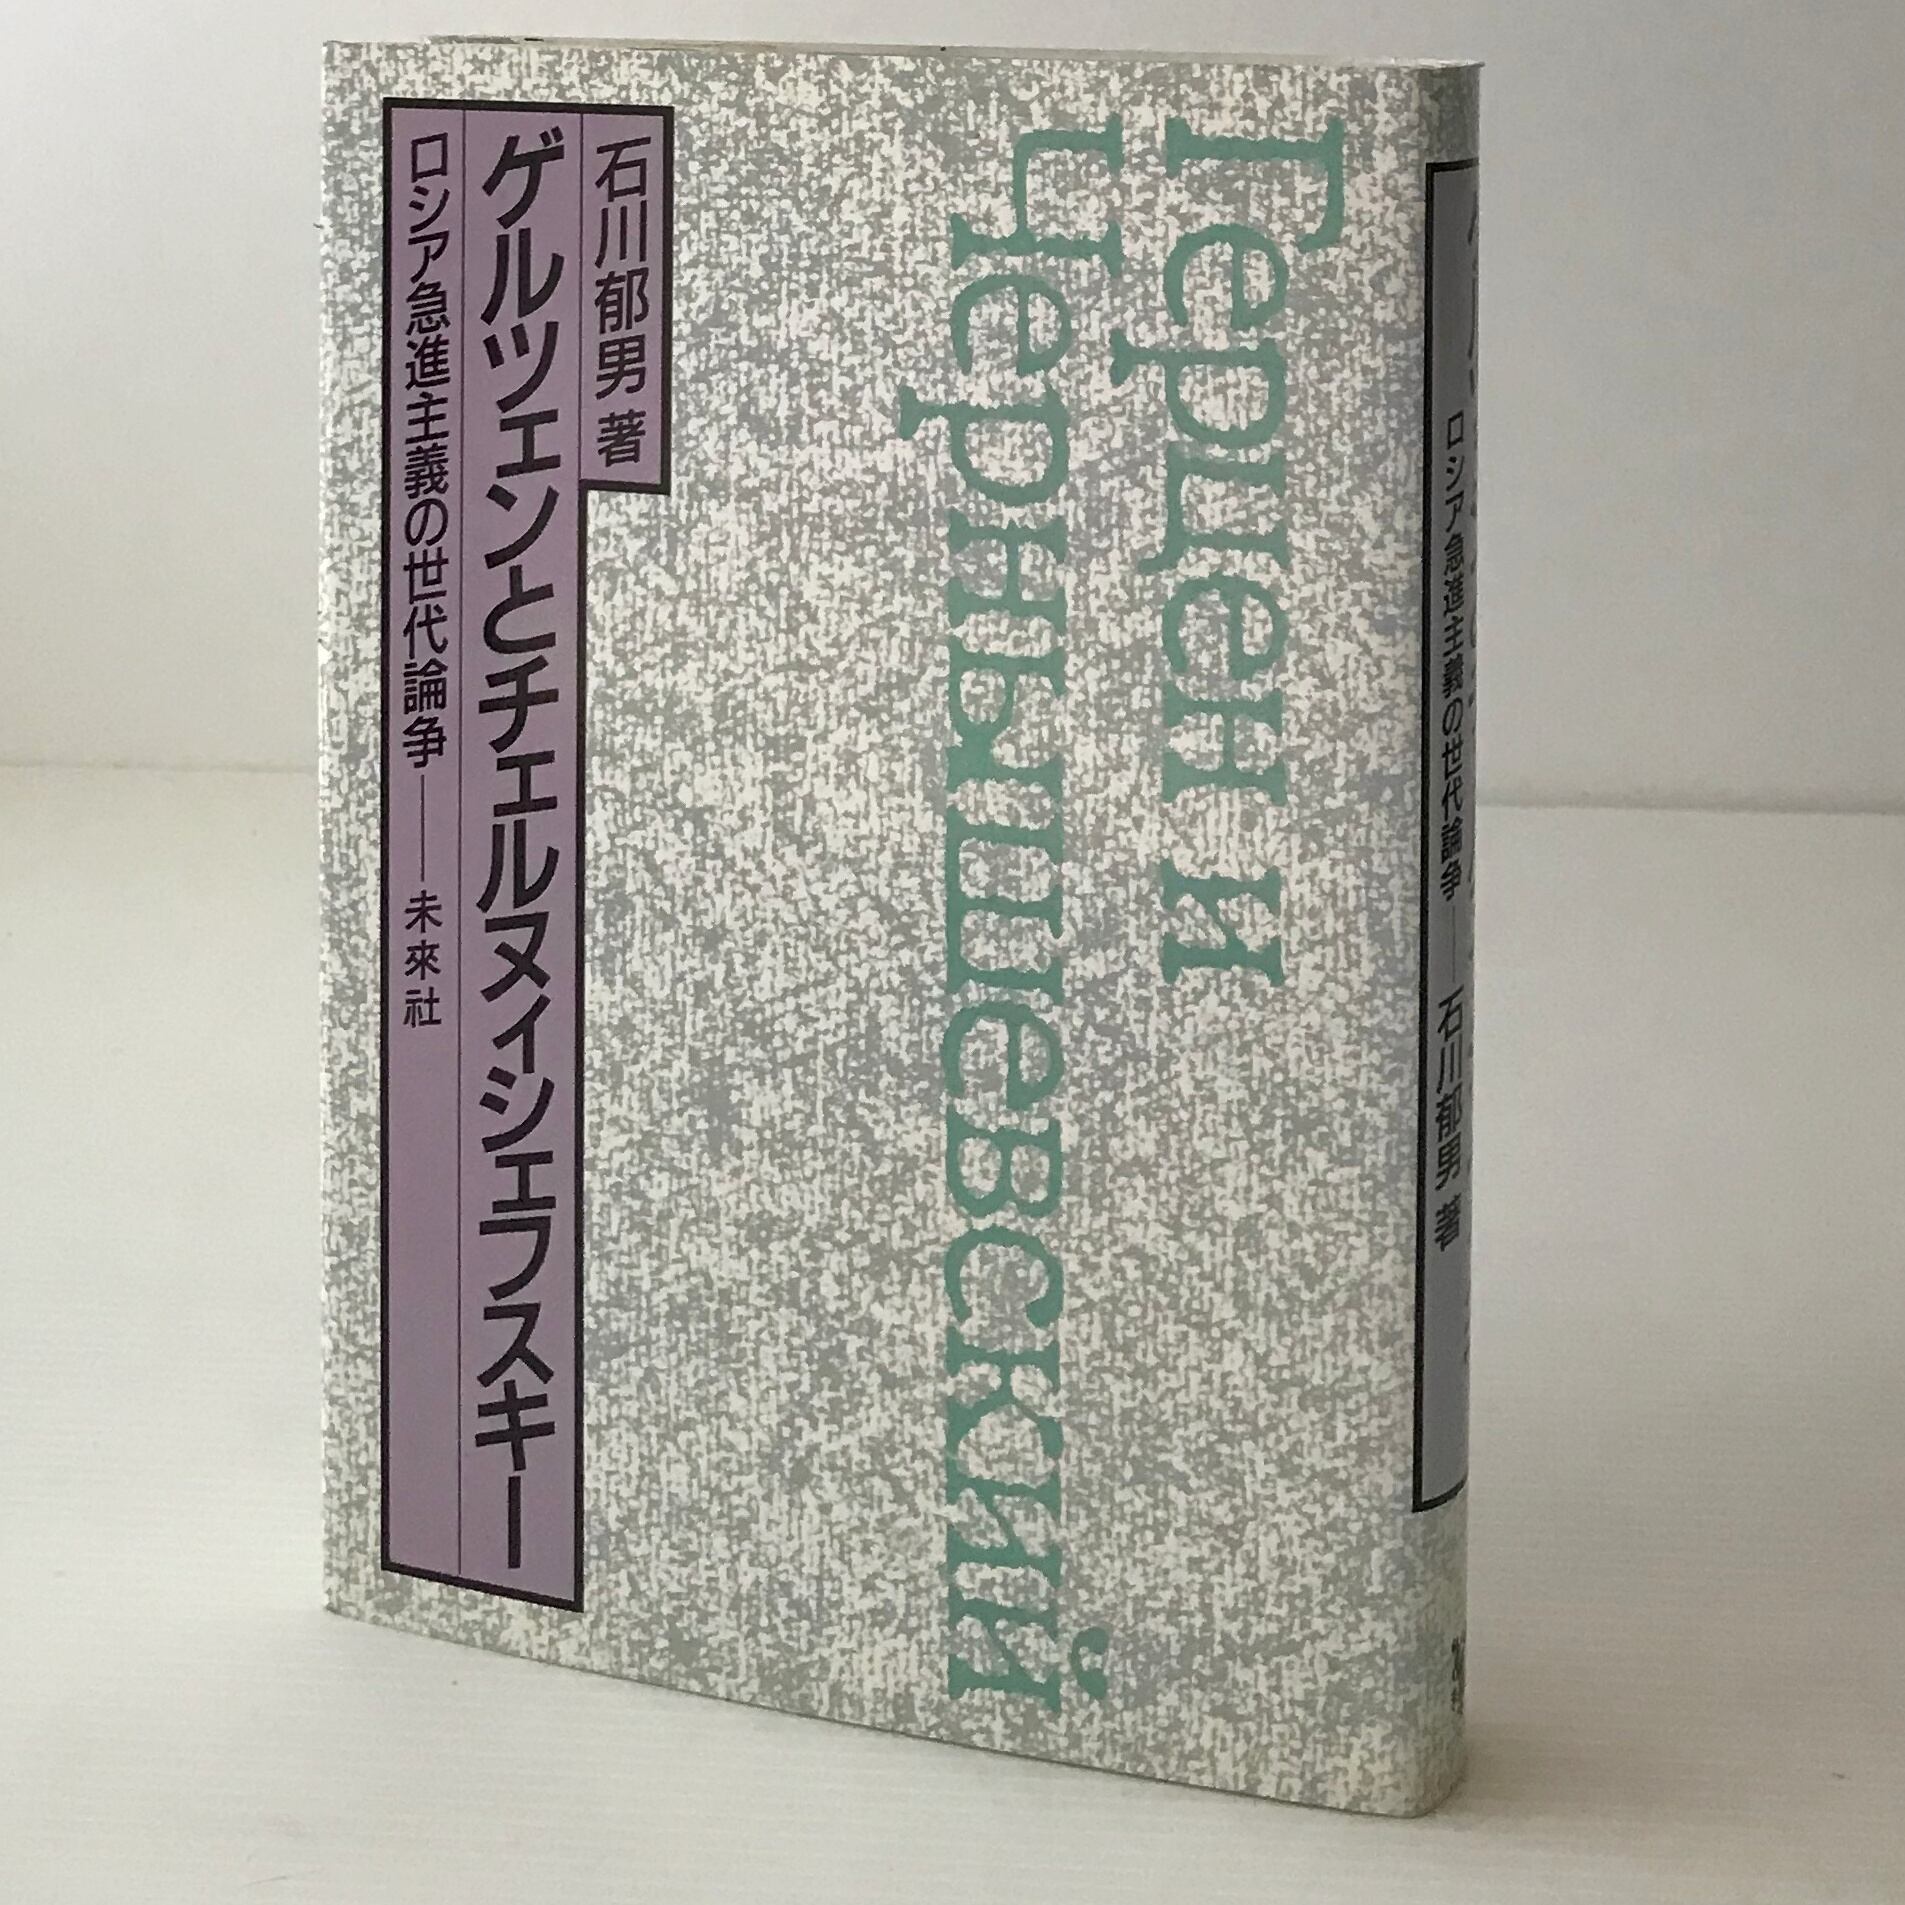 Герцен и
Чернышевский
石川郁男 著
ゲルツェンとチェルヌィシェフスキー
ロシア急進主義の世代論争——未來社
ロシア急進主義の世代論争——石川郁男 著